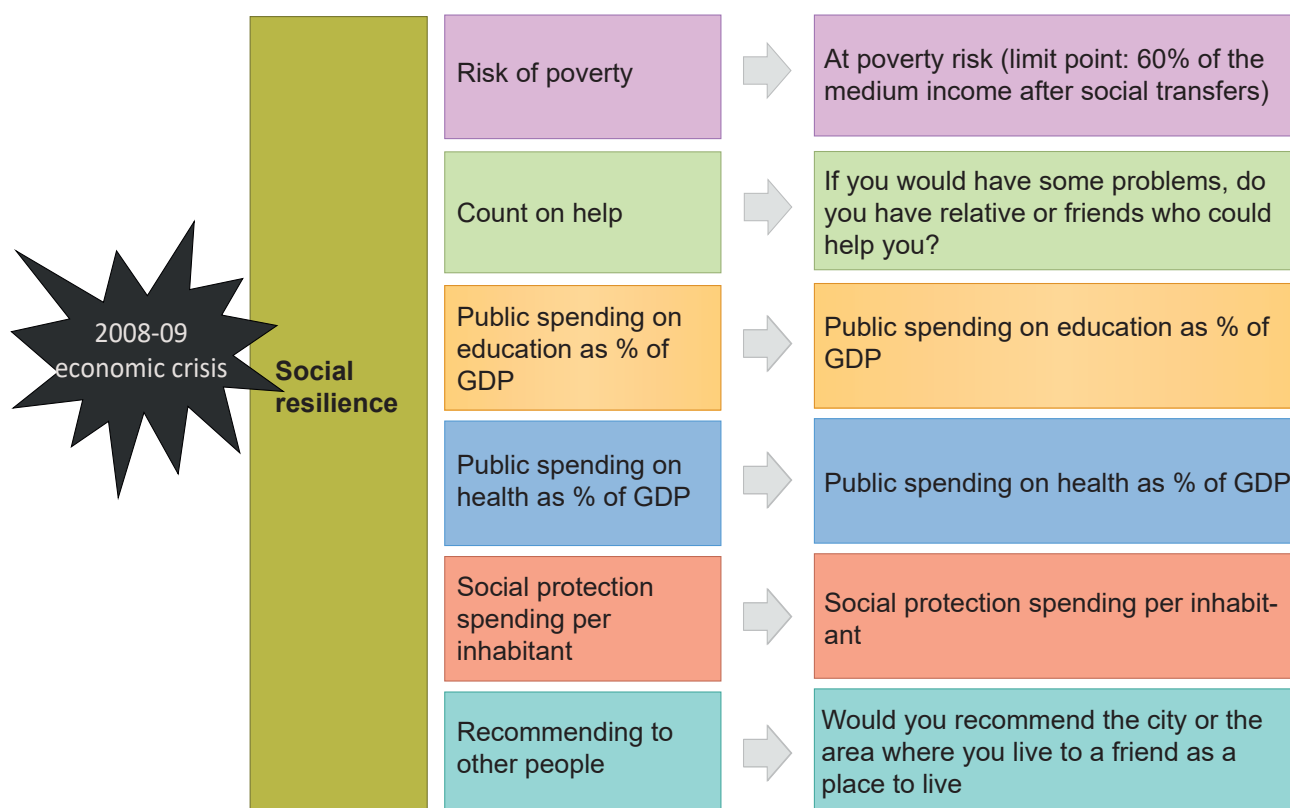 2008-09
economic crisis
Social
resilience
Risk of poverty
At poverty risk (limit point: 60% of the
medium income after social transfers)
Count on help
If you would have some problems, do
you have relative or friends who could
help you?
Public spending on
education as % of
GDP
Public spending on education as % of
GDP
Public spending on
health as % of GDP
Public spending on health as % of GDP
Social protection
spending per
inhabitant
Social protection spending per inhabit-
ant
Recommending to
other people
Would you recommend the city or the
area where you live to a friend as a
place to live